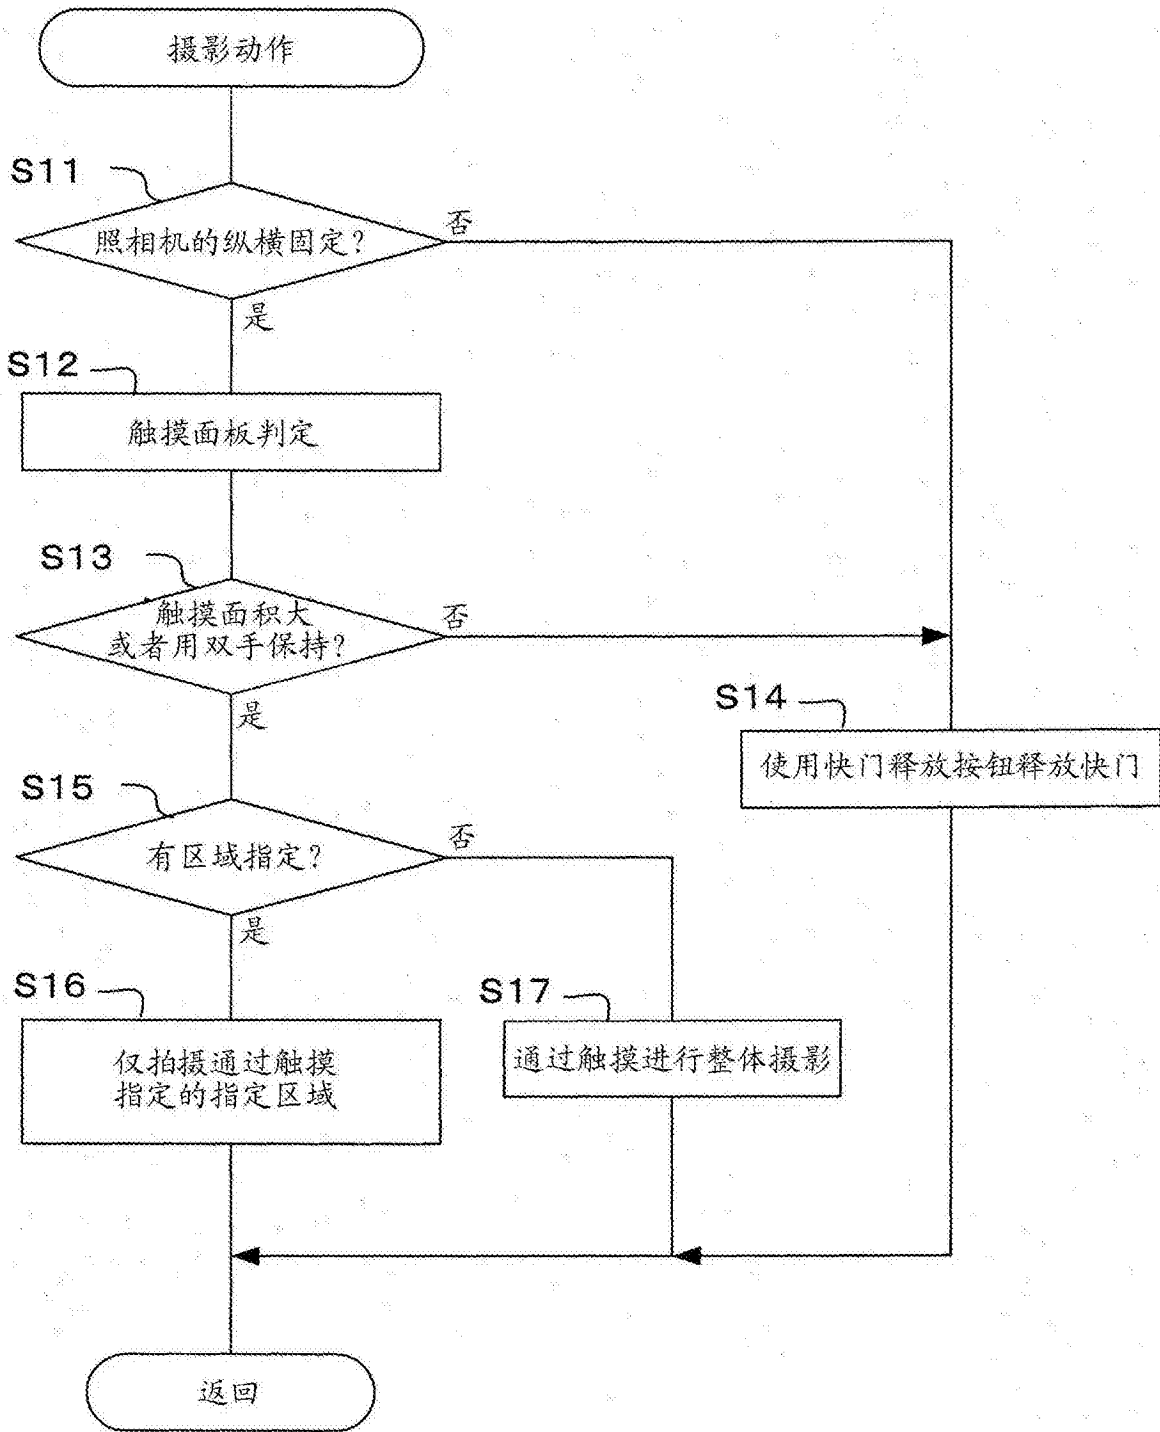 摄影动作
S11
照相机的纵横固定?
否
是
S12
触摸面板判定
S13
触摸面积大
或者用双手保持?
否
是
S14
使用快门释放按钮释放快门
S15
有区域指定?
否
是
S16
仅拍摄通过触摸
指定的指定区域
S17
通过触摸进行整体摄影
返回